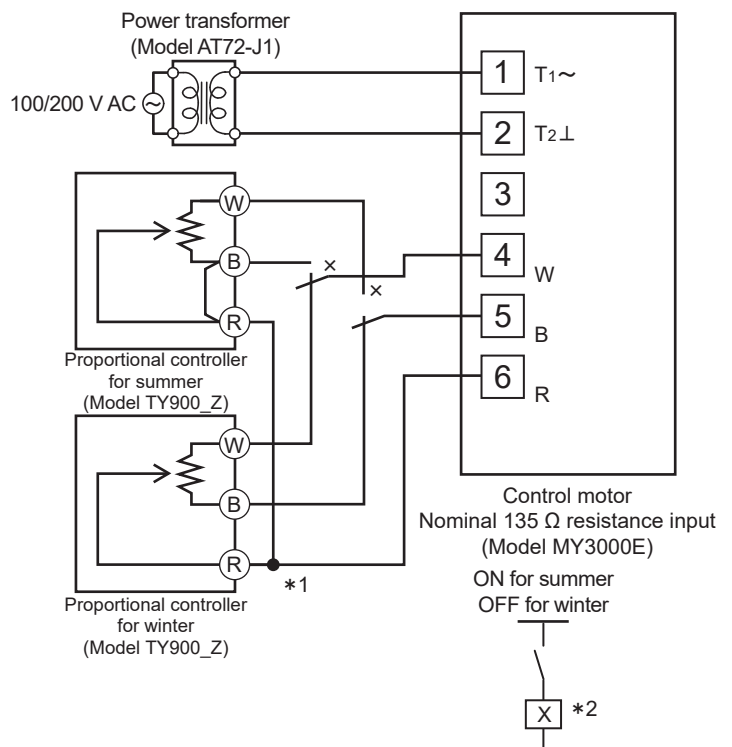 Power transformer
(Model AT72-J1)
100/200 V AC
1 T1~
2 T2⊥
3
4 W
5 B
6 R
W
B
R
×
×
Proportional controller
for summer
(Model TY900_Z)
W
B
R
*1
Proportional controller
for winter
(Model TY900_Z)
Control motor
Nominal 135 Ω resistance input
(Model MY3000E)
ON for summer
OFF for winter
X *2